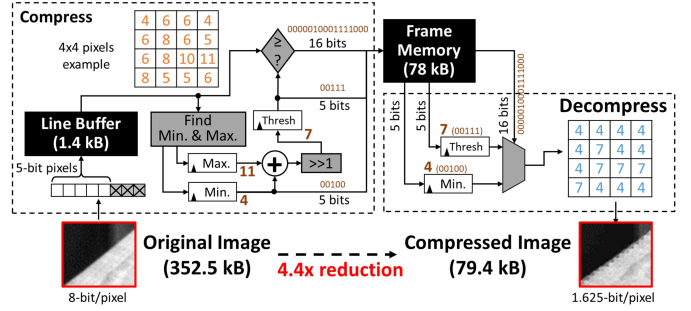 Compress
4x4 pixels
example
4 6 6 4
6 8 6 5
6 8 10 11
8 5 5 6
≥
?
0000010001111000
16 bits
00111
5 bits
Frame
Memory
(78 kB)
5 bits
5 bits
16 bits
0000010001111000
Decompress
Line Buffer
(1.4 kB)
5-bit pixels
Find
Min. & Max.
Thresh
7
Max.
11
+
>>1
Min.
4
00100
5 bits
7 (00111)
Thresh
4 (00100)
Min.
4 4 4 4
4 7 4 4
4 4 7 7
7 4 4 4
Original Image
(352.5 kB)
4.4x reduction
Compressed Image
(79.4 kB)
8-bit/pixel
1.625-bit/pixel